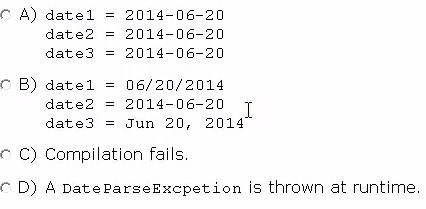 A) date1 = 2014-06-20
date2 = 2014-06-20
date3 = 2014-06-20
B) date1 = 06/20/2014
date2 = 2014-06-20
date3 = Jun 20, 2014
C) Compilation fails.
D) A DateParseExcpetion is thrown at runtime.